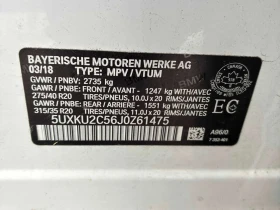 BAYERISCHE MOTOREN WERKE AG
03/18 TYPE: MPV / VTUM
GVWR / PNBV: 2735 kg
GAWR / PNBE: FRONT / AVANT - 1247 kg WITH/AVEC
275/40 R20 TIRES/PNEUS, 10.0J x 20 RIMS/JANTES
GAWR / PNBE: REAR / ARRIERE - 1551 kg WITH/AVEC
315/35 R20 TIRES/PNEUS, 11.0J x 20 RIMS/JANTES
EC
5UXKU2C56J0Z61475
A96/0